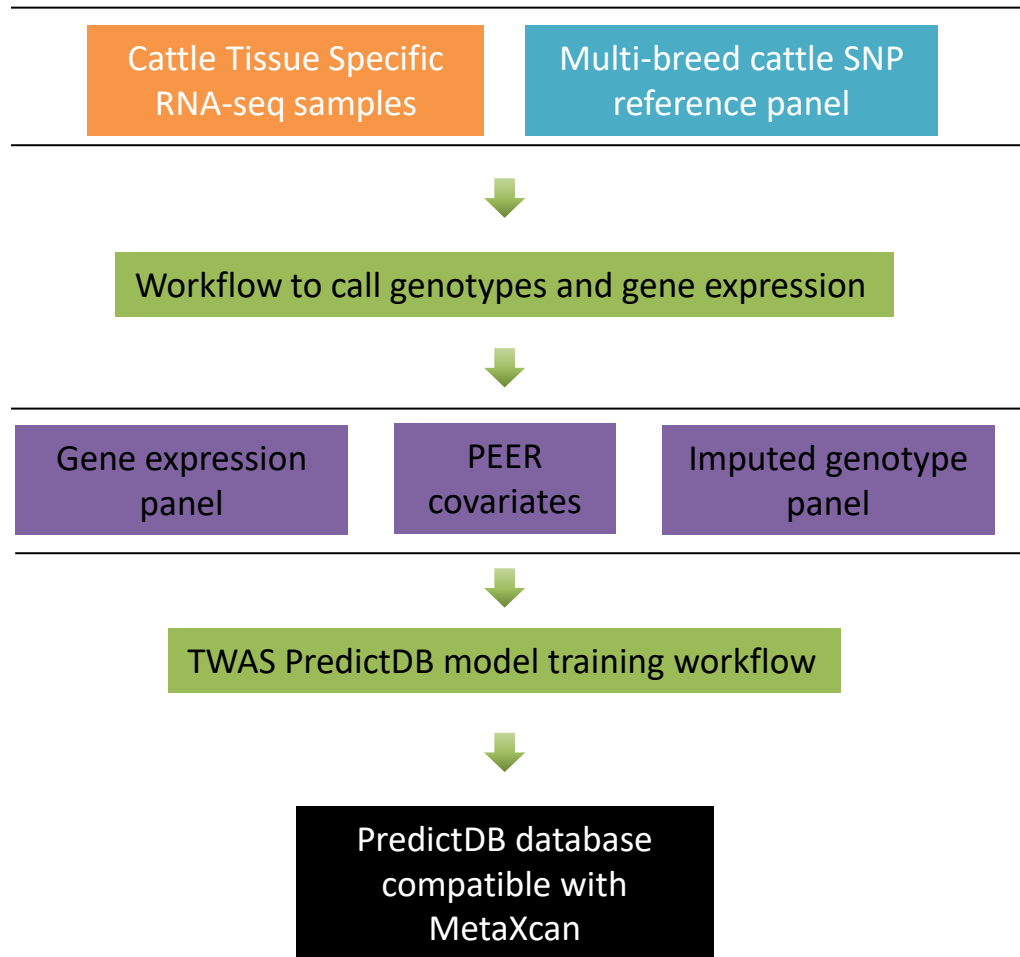 Cattle Tissue Specific
RNA-seq samples
Multi-breed cattle SNP
reference panel
Workflow to call genotypes and gene expression
Gene expression
panel
PEER
covariates
Imputed genotype
panel
TWAS PredictDB model training workflow
PredictDB database
compatible with
MetaXcan